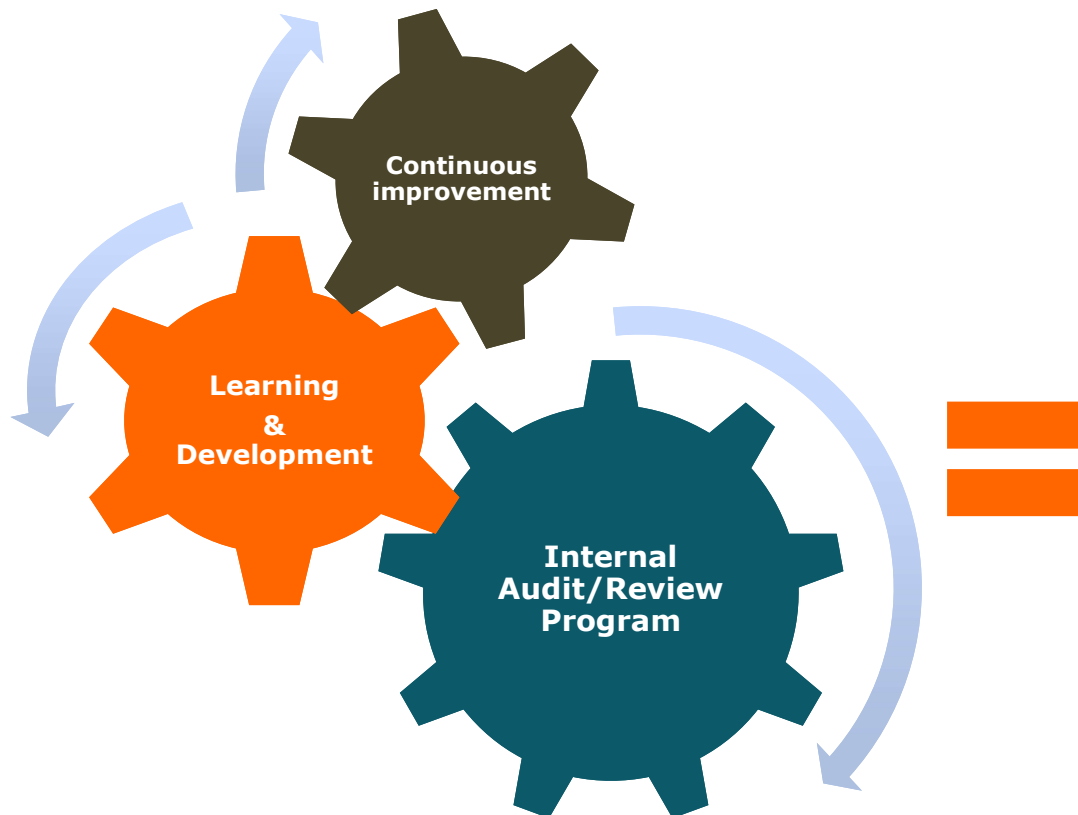 Continuous
improvement
Learning
&
Development
Internal
Audit/Review
Program